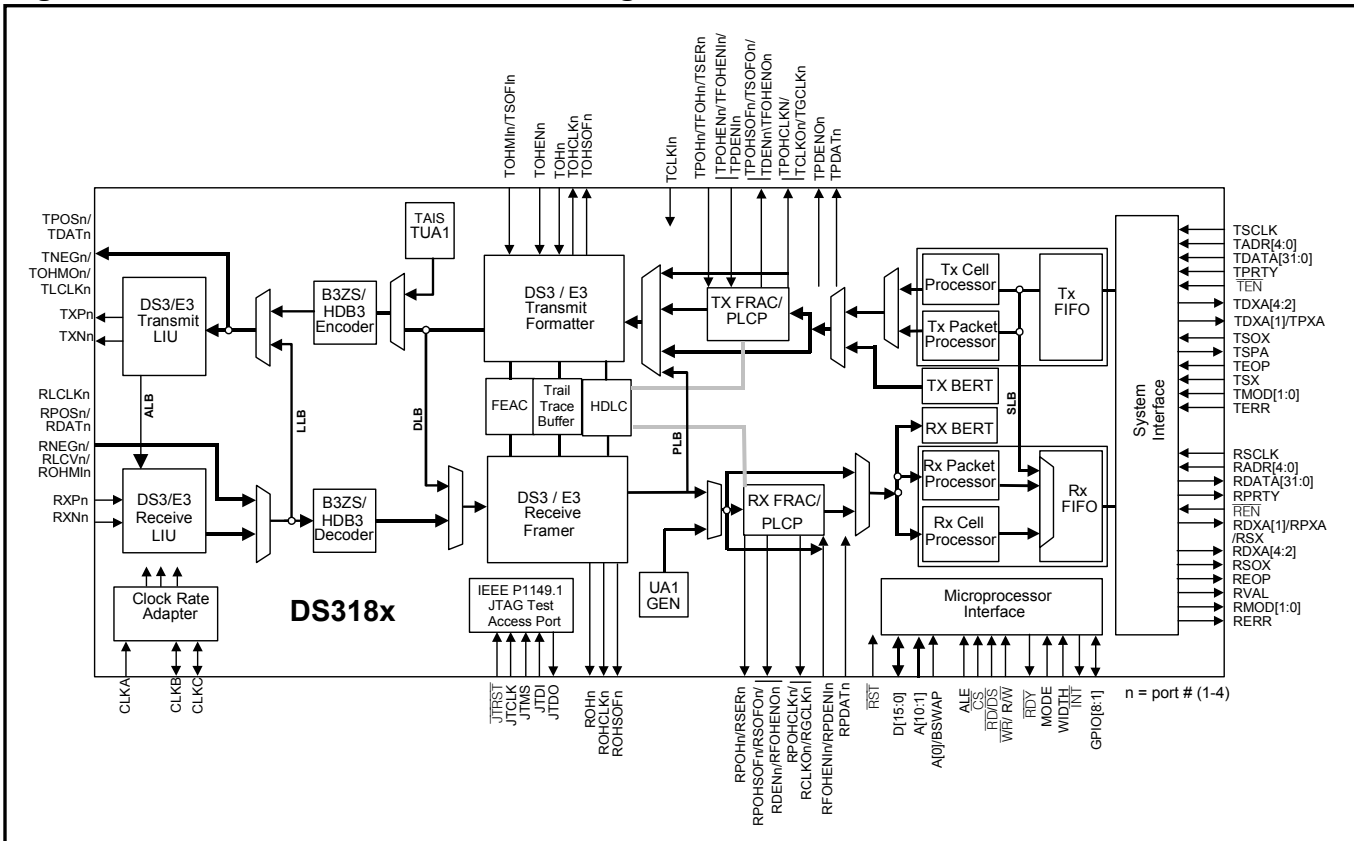 TOHMIn/TSOFIn
TOHENn
TOHn
TOHCLKn
TOHSOFn
TCLKIn
TPOHn/TFOHn/TSERn
TPOHENn/TFOHENIn/
TPDENIn
TPOHSOFn/TSOFOn/
TDENn\TFOHENOn
TPOHCLKN/
TCLKOn/TGCLKn
TPDENOn
TPDATn
TPOSn/
TDATn
TNEGn/
TOHMOn/
TLCLKn
TXPn
TXNn
RLCLKn
RPOSn/
RDATn
RNEGn/
RLCVn/
ROHMIn
RXPn
RXNn
DS3/E3
Transmit
LIU
ALB
DS3/E3
Receive
LIU
Clock Rate
Adapter
DS318x
LLB
TAIS
TUA1
B3ZS/
HDB3
Encoder
B3ZS/
HDB3
Decoder
DLB
DS3 / E3
Transmit
Formatter
FEAC
Trail
Trace
Buffer
HDLC
DS3 / E3
Receive
Framer
IEEE P1149.1
JTAG Test
Access Port
PLB
UA1
GEN
TX FRAC/
PLCP
RX FRAC/
PLCP
Tx Cell
Processor
Tx Packet
Processor
Tx
FIFO
TX BERT
RX BERT
SLB
Rx Packet
Processor
Rx Cell
Processor
Rx
FIFO
Microprocessor
Interface
System
Interface
TSCLK
TADR[4:0]
TDATA[31:0]
TPRTY
TEN
TDXA[4:2]
TDXA[1]/TPXA
TSOX
TSPA
TEOP
TSX
TMOD[1:0]
TERR
RSCLK
RADR[4:0]
RDATA[31:0]
RPRTY
REN
RDXA[1]/RPXA
/RSX
RDXA[4:2]
RSOX
REOP
RVAL
RMOD[1:0]
RERR
CLKA
CLKB
CLKC
JTRST
JTCLK
JTMS
JTDI
JTDO
ROHn
ROHCLKn
ROHSOFn
RPOHn/RSERn
RPOHSOFn/RSOFOn/
RDENn/RFOHENOn
RPOHCLKn/
RCLKOn/RGCLKn
RFOHENIn/RPDENIn
RPDATn
RST
D[15:0]
A[10:1]
A[0]/BSWAP
ALE
CS
RD/DS
WR/ R/W
RDY
MODE
WIDTH
INT
GPIO[8:1]
n = port # (1-4)